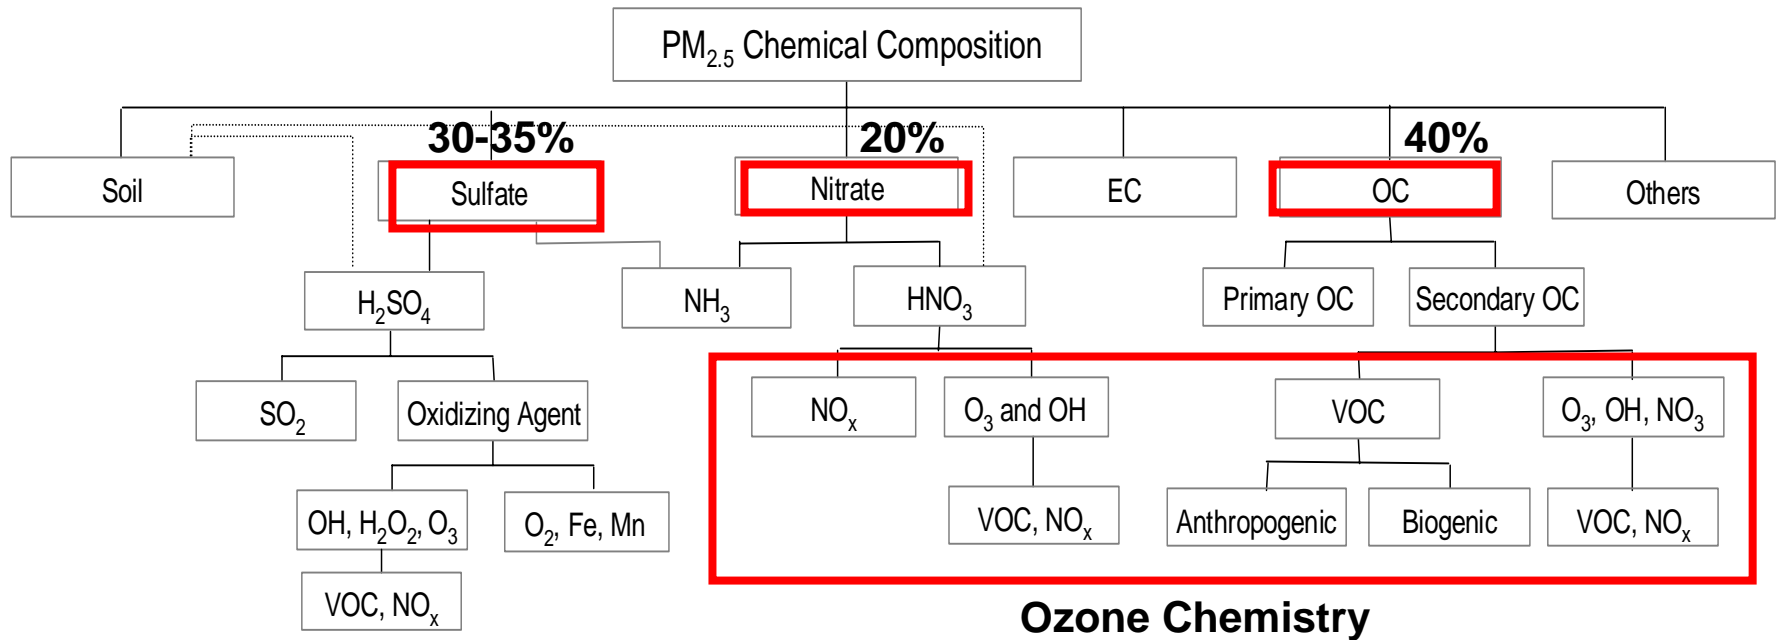 PM₂.₅ Chemical Composition
30-35%
20%
40%
Soil
Sulfate
Nitrate
EC
OC
Others
H₂SO₄
NH₃
HNO₃
Primary OC
Secondary OC
SO₂
Oxidizing Agent
NOₓ
O₃ and OH
VOC
O₃, OH, NO₃
OH, H₂O₂, O₃
O₂, Fe, Mn
VOC, NOₓ
Anthropogenic
Biogenic
VOC, NOₓ
VOC, NOₓ
Ozone Chemistry